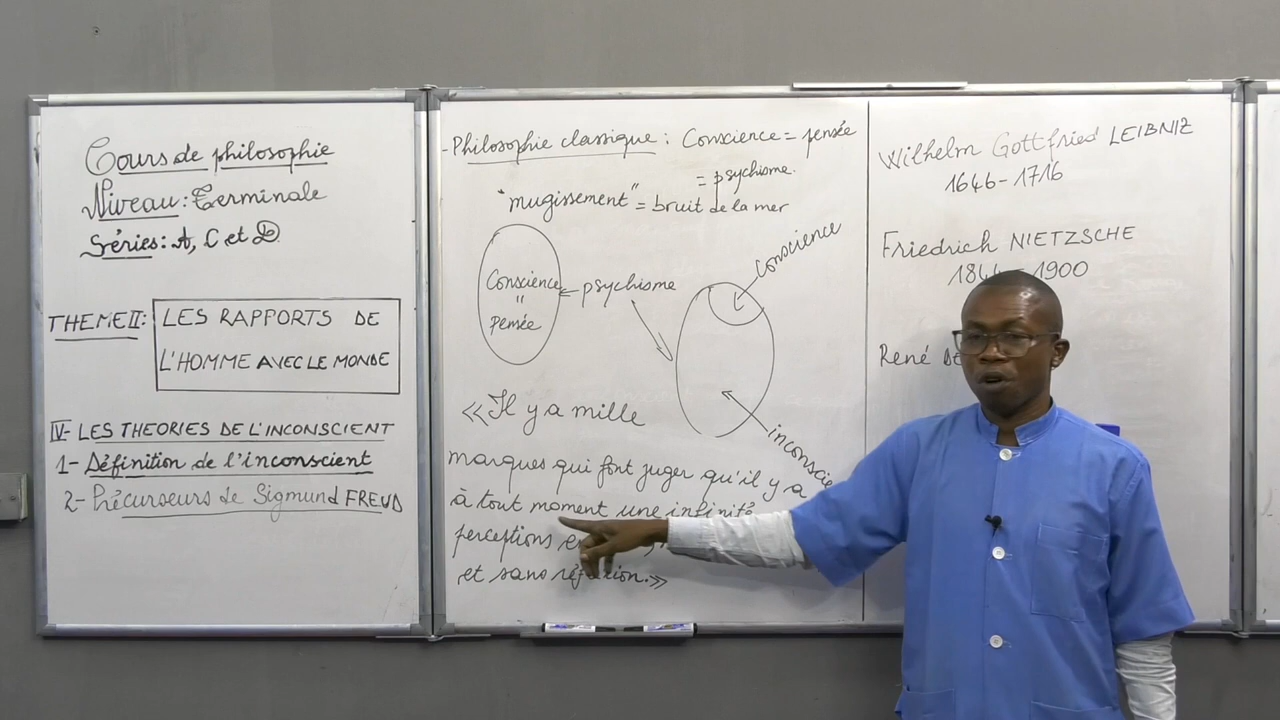 Cours de philosophie
Niveau : Terminale
Séries : A, C et D
THEME II :
LES RAPPORTS DE
L'HOMME AVEC LE MONDE
IV- LES THEORIES DE L'INCONSCIENT
1- Définition de l'inconscient
2- Précurseurs de Sigmund FREUD
- Philosophie classique : Conscience = pensée
= psychisme.
"mugissement" = bruit de la mer
Conscience
"
pensée
psychisme
conscience
« Il y a mille
marques qui font juger qu'il y a
à tout moment une infinité
perceptions
et sans réflexion. »
Wilhelm Gottfried LEIBNIZ
1646 - 1716
Friedrich NIETZSCHE
1844 - 1900
René